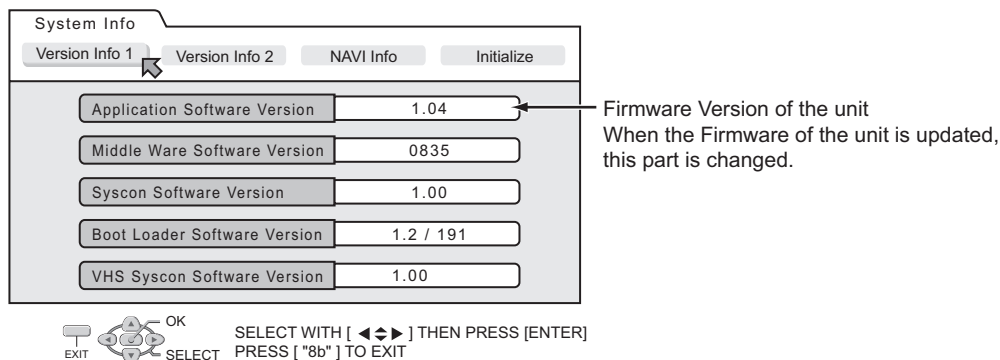 System Info
Version Info 1 Version Info 2 NAVI Info Initialize
Application Software Version 1.04
Middle Ware Software Version 0835
Syscon Software Version 1.00
Boot Loader Software Version 1.2 / 191
VHS Syscon Software Version 1.00
Firmware Version of the unit
When the Firmware of the unit is updated,
this part is changed.
OK
EXIT
SELECT
SELECT WITH [ ◀▲▼▶ ] THEN PRESS [ENTER]
PRESS [ "8b" ] TO EXIT